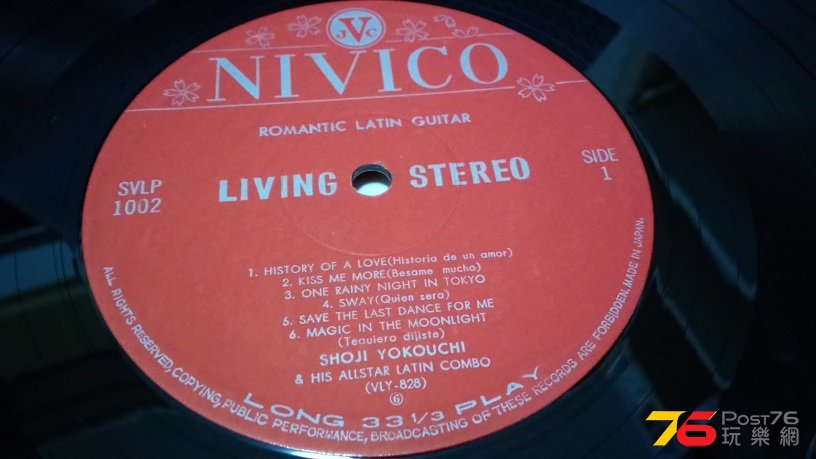 JVC
NIVICO
ROMANTIC LATIN GUITAR
SVLP
1002
LIVING STEREO
SIDE
1
1. HISTORY OF A LOVE(Historia de un amor)
2. KISS ME MORE(Besame mucho)
3. ONE RAINY NIGHT IN TOKYO
4. SWAY(Quien sera)
5. SAVE THE LAST DANCE FOR ME
6. MAGIC IN THE MOONLIGHT
(Tequiero dijiste)
SHOJI YOKOUCHI
& HIS ALLSTAR LATIN COMBO
(VLY-828)
6
LONG 33 1/3 PLAY
ALL RIGHTS RESERVED, COPYING, PUBLIC PERFORMANCE, BROADCASTING OF THESE RECORDS ARE FORBIDDEN. MADE IN JAPAN.
76 Post76
玩樂網